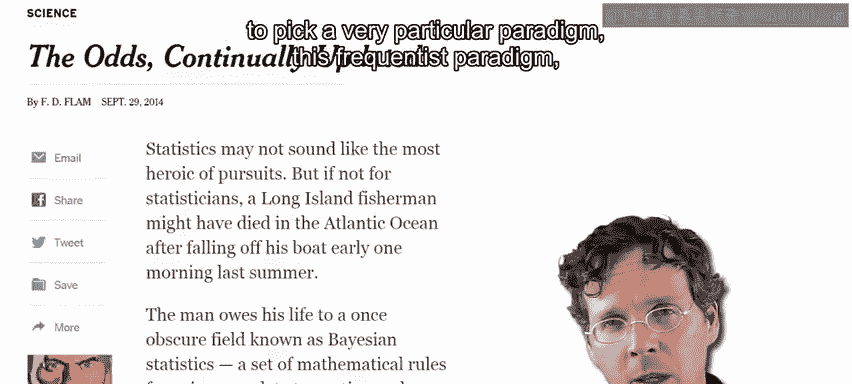 to pick a very particular paradigm,
this frequentist paradigm,
SCIENCE
The Odds, Continually
By F. D. FLAM SEPT. 29, 2014
Email
Share
Tweet
Save
More
Statistics may not sound like the most
heroic of pursuits. But if not for
statisticians, a Long Island fisherman
might have died in the Atlantic Ocean
after falling off his boat early one
morning last summer.
The man owes his life to a once
obscure field known as Bayesian
statistics — a set of mathematical rules